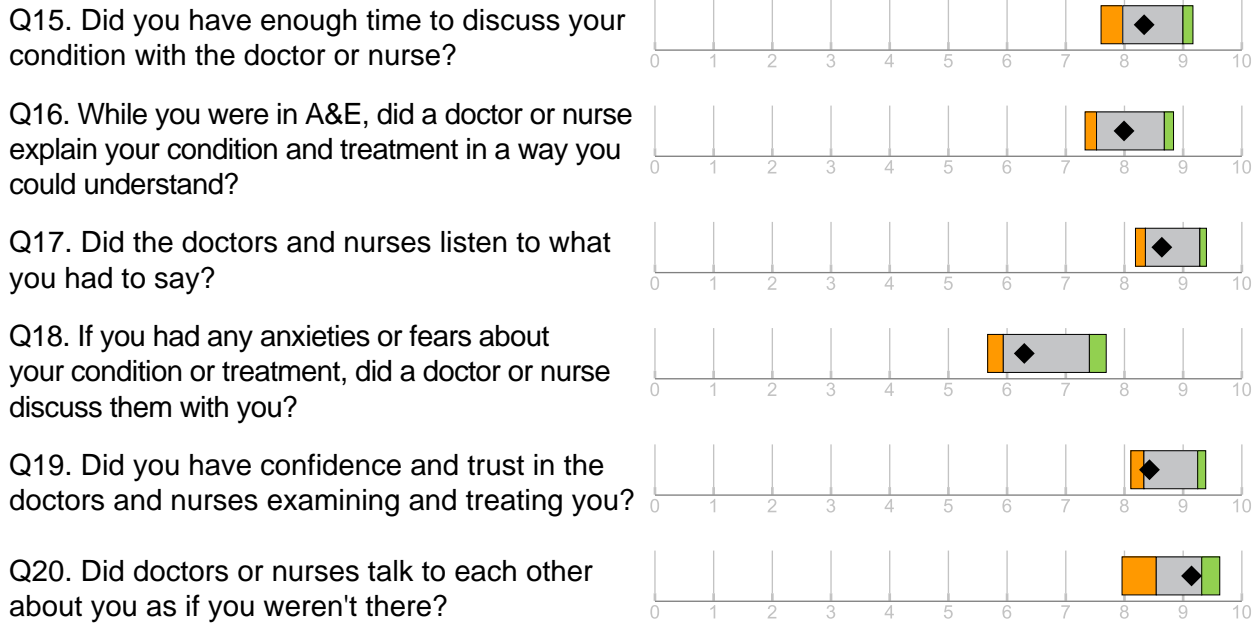 Q15. Did you have enough time to discuss your
condition with the doctor or nurse?
0 1 2 3 4 5 6 7 8 9 10
Q16. While you were in A&E, did a doctor or nurse
explain your condition and treatment in a way you
could understand?
0 1 2 3 4 5 6 7 8 9 10
Q17. Did the doctors and nurses listen to what
you had to say?
0 1 2 3 4 5 6 7 8 9 10
Q18. If you had any anxieties or fears about
your condition or treatment, did a doctor or nurse
discuss them with you?
0 1 2 3 4 5 6 7 8 9 10
Q19. Did you have confidence and trust in the
doctors and nurses examining and treating you?
0 1 2 3 4 5 6 7 8 9 10
Q20. Did doctors or nurses talk to each other
about you as if you weren't there?
0 1 2 3 4 5 6 7 8 9 10